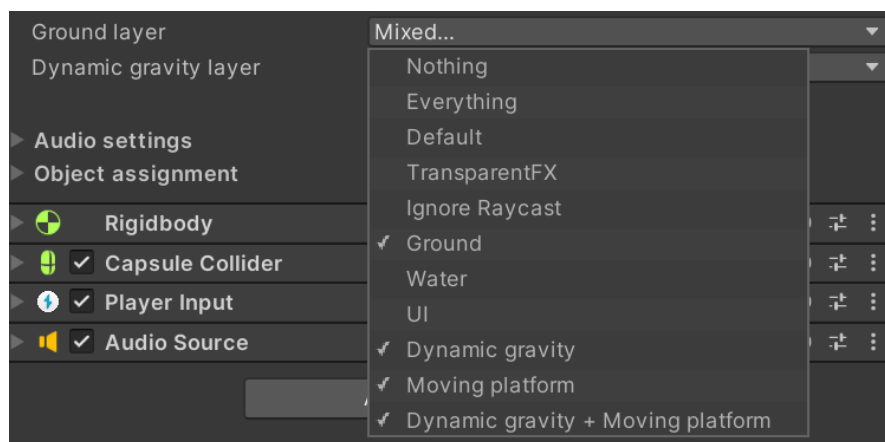 Ground layer
Mixed...
Dynamic gravity layer
Nothing
Everything
Default
TransparentFX
Ignore Raycast
Ground
Water
UI
Dynamic gravity
Moving platform
Dynamic gravity + Moving platform
Audio settings
Object assignment
Rigidbody
Capsule Collider
Player Input
Audio Source